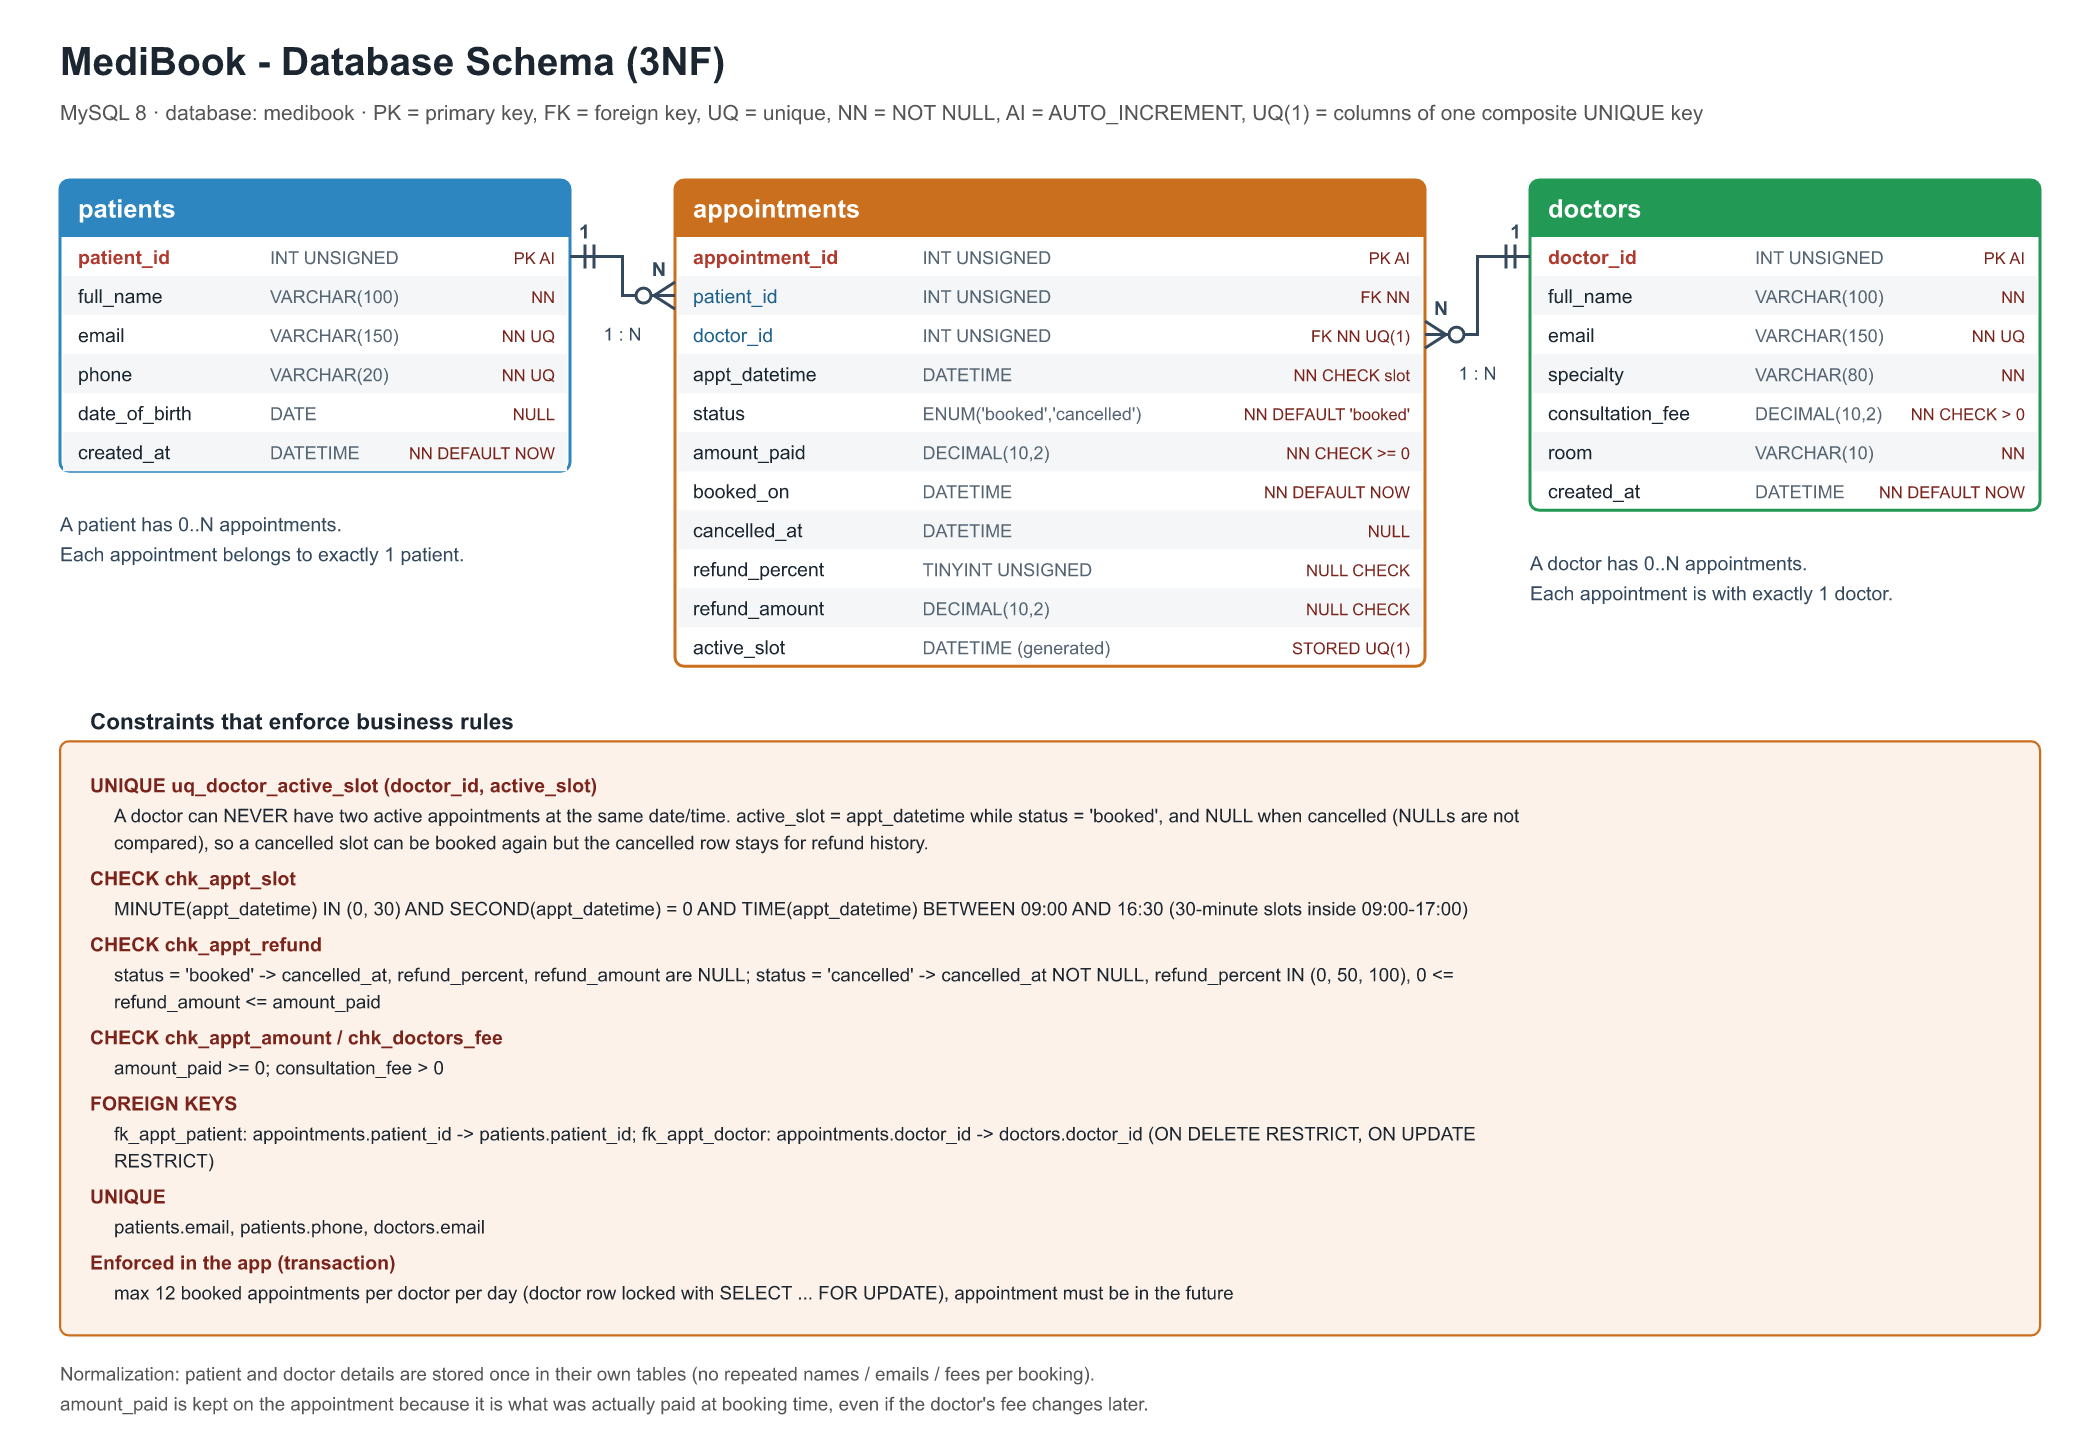 MediBook - Database Schema (3NF)
MySQL 8 · database: medibook · PK = primary key, FK = foreign key, UQ = unique, NN = NOT NULL, AI = AUTO_INCREMENT, UQ(1) = columns of one composite UNIQUE key
patients
patient_id INT UNSIGNED PK AI
full_name VARCHAR(100) NN
email VARCHAR(150) NN UQ
phone VARCHAR(20) NN UQ
date_of_birth DATE NULL
created_at DATETIME NN DEFAULT NOW
A patient has 0..N appointments.
Each appointment belongs to exactly 1 patient.
1
N
1 : N
appointments
appointment_id INT UNSIGNED PK AI
patient_id INT UNSIGNED FK NN
doctor_id INT UNSIGNED FK NN UQ(1)
appt_datetime DATETIME NN CHECK slot
status ENUM('booked','cancelled') NN DEFAULT 'booked'
amount_paid DECIMAL(10,2) NN CHECK >= 0
booked_on DATETIME NN DEFAULT NOW
cancelled_at DATETIME NULL
refund_percent TINYINT UNSIGNED NULL CHECK
refund_amount DECIMAL(10,2) NULL CHECK
active_slot DATETIME (generated) STORED UQ(1)
1
N
1 : N
doctors
doctor_id INT UNSIGNED PK AI
full_name VARCHAR(100) NN
email VARCHAR(150) NN UQ
specialty VARCHAR(80) NN
consultation_fee DECIMAL(10,2) NN CHECK > 0
room VARCHAR(10) NN
created_at DATETIME NN DEFAULT NOW
A doctor has 0..N appointments.
Each appointment is with exactly 1 doctor.
Constraints that enforce business rules
UNIQUE uq_doctor_active_slot (doctor_id, active_slot)
A doctor can NEVER have two active appointments at the same date/time. active_slot = appt_datetime while status = 'booked', and NULL when cancelled (NULLs are not
compared), so a cancelled slot can be booked again but the cancelled row stays for refund history.
CHECK chk_appt_slot
MINUTE(appt_datetime) IN (0, 30) AND SECOND(appt_datetime) = 0 AND TIME(appt_datetime) BETWEEN 09:00 AND 16:30 (30-minute slots inside 09:00-17:00)
CHECK chk_appt_refund
status = 'booked' -> cancelled_at, refund_percent, refund_amount are NULL; status = 'cancelled' -> cancelled_at NOT NULL, refund_percent IN (0, 50, 100), 0 <=
refund_amount <= amount_paid
CHECK chk_appt_amount / chk_doctors_fee
amount_paid >= 0; consultation_fee > 0
FOREIGN KEYS
fk_appt_patient: appointments.patient_id -> patients.patient_id; fk_appt_doctor: appointments.doctor_id -> doctors.doctor_id (ON DELETE RESTRICT, ON UPDATE
RESTRICT)
UNIQUE
patients.email, patients.phone, doctors.email
Enforced in the app (transaction)
max 12 booked appointments per doctor per day (doctor row locked with SELECT ... FOR UPDATE), appointment must be in the future
Normalization: patient and doctor details are stored once in their own tables (no repeated names / emails / fees per booking).
amount_paid is kept on the appointment because it is what was actually paid at booking time, even if the doctor's fee changes later.